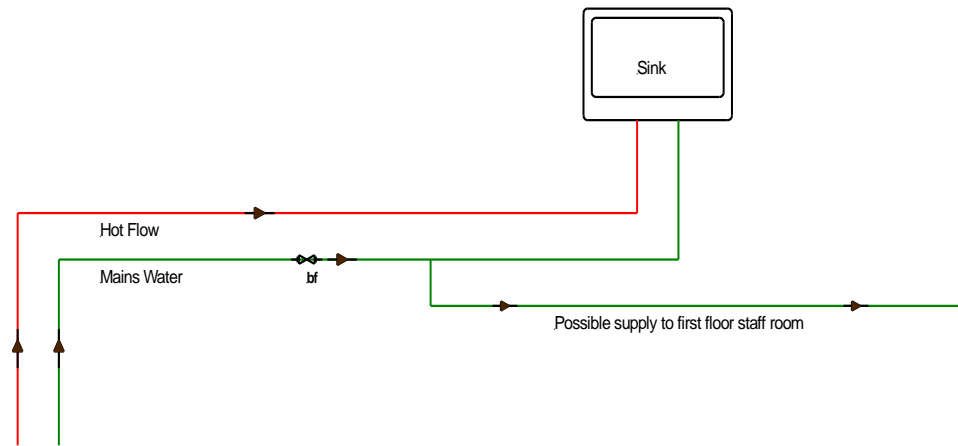 Sink
Hot Flow
Mains Water
bf
Possible supply to first floor staff room